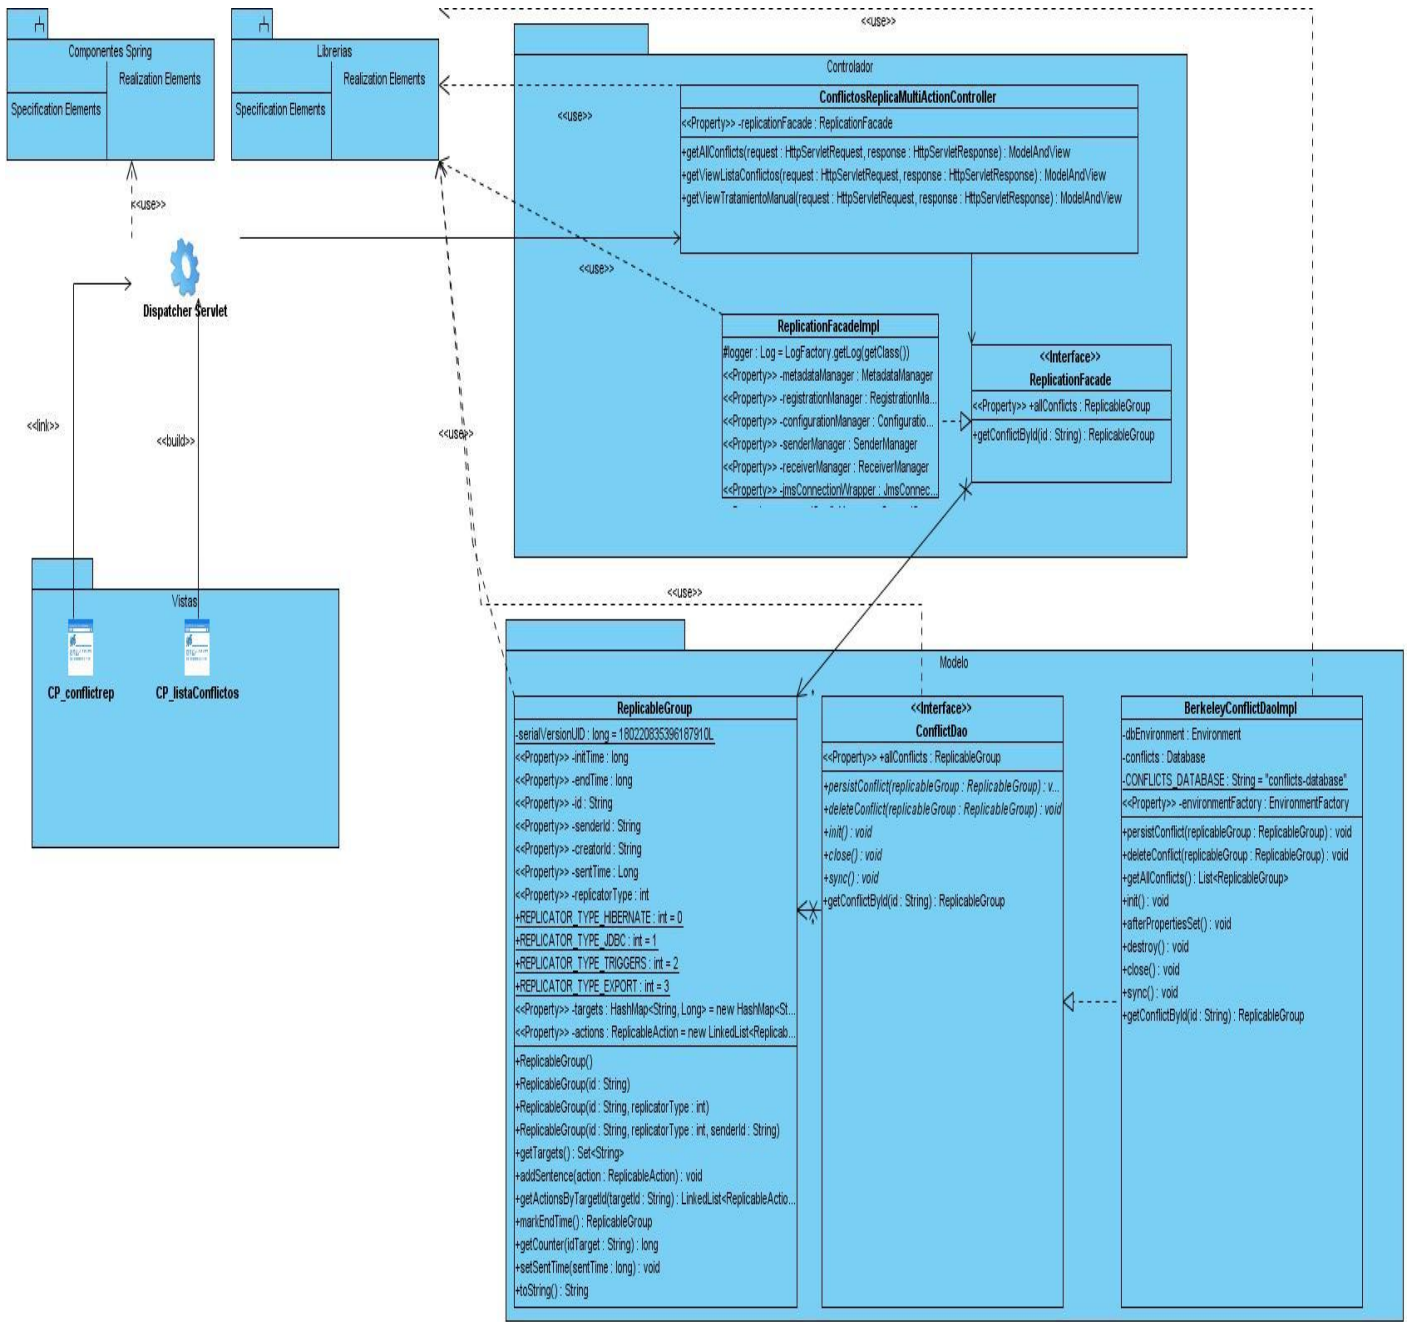 Componentes Spring
Realization Elements
Specification Elements
Librerias
Realization Elements
Specification Elements
<<use>>
<<use>>
<<use>>
<<use>>
<<use>>
<<use>>
Dispatcher Servlet
<<link>>
<<build>>
Vistas
CP_conflictrep
CP_listaConflictos
Controlador
ConflictosReplicaMultiActionController
<<Property>> -replicationFacade : ReplicationFacade
+getAllConflicts(request : HttpServletRequest, response : HttpServletResponse) : ModelAndView
+getViewListaConflictos(request : HttpServletRequest, response : HttpServletResponse) : ModelAndView
+getViewTratamientoManual(request : HttpServletRequest, response : HttpServletResponse) : ModelAndView
ReplicationFacadeImpl
#logger : Log = LogFactory.getLog(getClass())
<<Property>> -metadataManager : MetadataManager
<<Property>> -registrationManager : RegistrationMa...
<<Property>> -configurationManager : Configuratio...
<<Property>> -senderManager : SenderManager
<<Property>> -receiverManager : ReceiverManager
<<Property>> -jmsConnectionWrapper : JmsConnec...
<<Interface>>
ReplicationFacade
<<Property>> +allConflicts : ReplicableGroup
+getConflictById(id : String) : ReplicableGroup
Modelo
ReplicableGroup
-serialVersionUID : long = 180220835396187910L
<<Property>> -initTime : long
<<Property>> -endTime : long
<<Property>> -id : String
<<Property>> -senderId : String
<<Property>> -creatorId : String
<<Property>> -sentTime : Long
<<Property>> -replicatorType : int
+REPLICATOR_TYPE_HIBERNATE : int = 0
+REPLICATOR_TYPE_JDBC : int = 1
+REPLICATOR_TYPE_TRIGGERS : int = 2
+REPLICATOR_TYPE_EXPORT : int = 3
<<Property>> -targets : HashMap<String, Long> = new HashMap<St...
<<Property>> -actions : ReplicableAction = new LinkedList<Replicab...
+ReplicableGroup()
+ReplicableGroup(id : String)
+ReplicableGroup(id : String, replicatorType : int)
+ReplicableGroup(id : String, replicatorType : int, senderId : String)
+getTargets() : Set<String>
+addSentence(action : ReplicableAction) : void
+getActionsByTargetId(targetId : String) : LinkedList<ReplicableActio...
+markEndTime() : ReplicableGroup
+getCounter(idTarget : String) : long
+setSentTime(sentTime : long) : void
+toString() : String
*
*
<<Interface>>
ConflictDao
<<Property>> +allConflicts : ReplicableGroup
+persistConflict(replicableGroup : ReplicableGroup) : v...
+deleteConflict(replicableGroup : ReplicableGroup) : void
+init() : void
+close() : void
+sync() : void
+getConflictById(id : String) : ReplicableGroup
BerkeleyConflictDaoImpl
-dbEnvironment : Environment
-conflicts : Database
-CONFLICTS_DATABASE : String = "conflicts-database"
<<Property>> -environmentFactory : EnvironmentFactory
+persistConflict(replicableGroup : ReplicableGroup) : void
+deleteConflict(replicableGroup : ReplicableGroup) : void
+getAllConflicts() : List<ReplicableGroup>
+init() : void
+afterPropertiesSet() : void
+destroy() : void
+close() : void
+sync() : void
+getConflictById(id : String) : ReplicableGroup